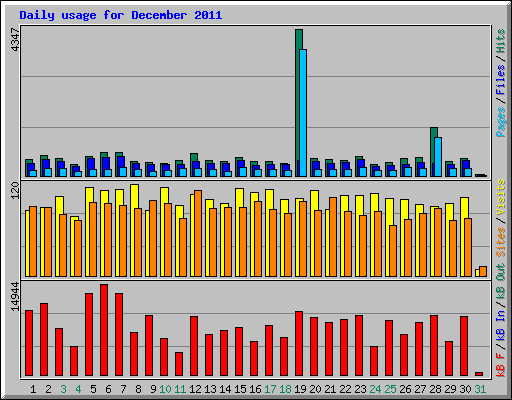 Daily usage for December 2011
4347
Pages / Files / Hits
120
Sites / Visits
14944
kB F / kB In / kB Out
1 2 3 4 5 6 7 8 9 10 11 12 13 14 15 16 17 18 19 20 21 22 23 24 25 26 27 28 29 30 31